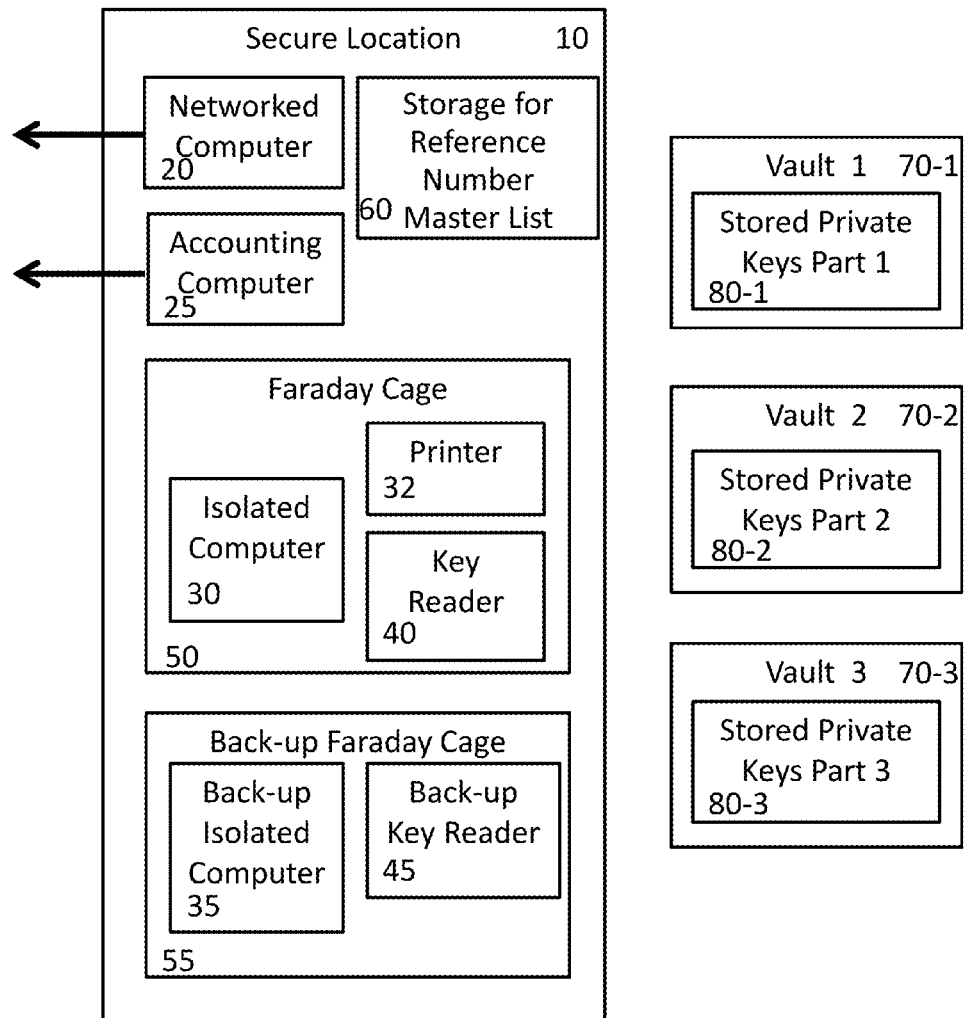 Secure Location 10
Networked
Computer
20
Storage for
Reference
Number
Master List
60
Accounting
Computer
25
Faraday Cage
Printer
32
Isolated
Computer
30
Key
Reader
40
50
Back-up Faraday Cage
Back-up
Isolated
Computer
35
Back-up
Key Reader
45
55
Vault 1 70-1
Stored Private
Keys Part 1
80-1
Vault 2 70-2
Stored Private
Keys Part 2
80-2
Vault 3 70-3
Stored Private
Keys Part 3
80-3